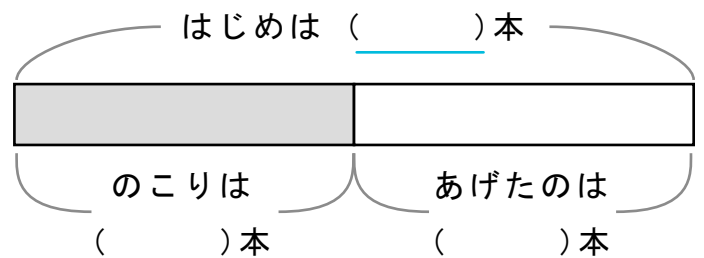 はじめは（　　　）本
のこりは
あげたのは
（　　　）本
（　　　）本